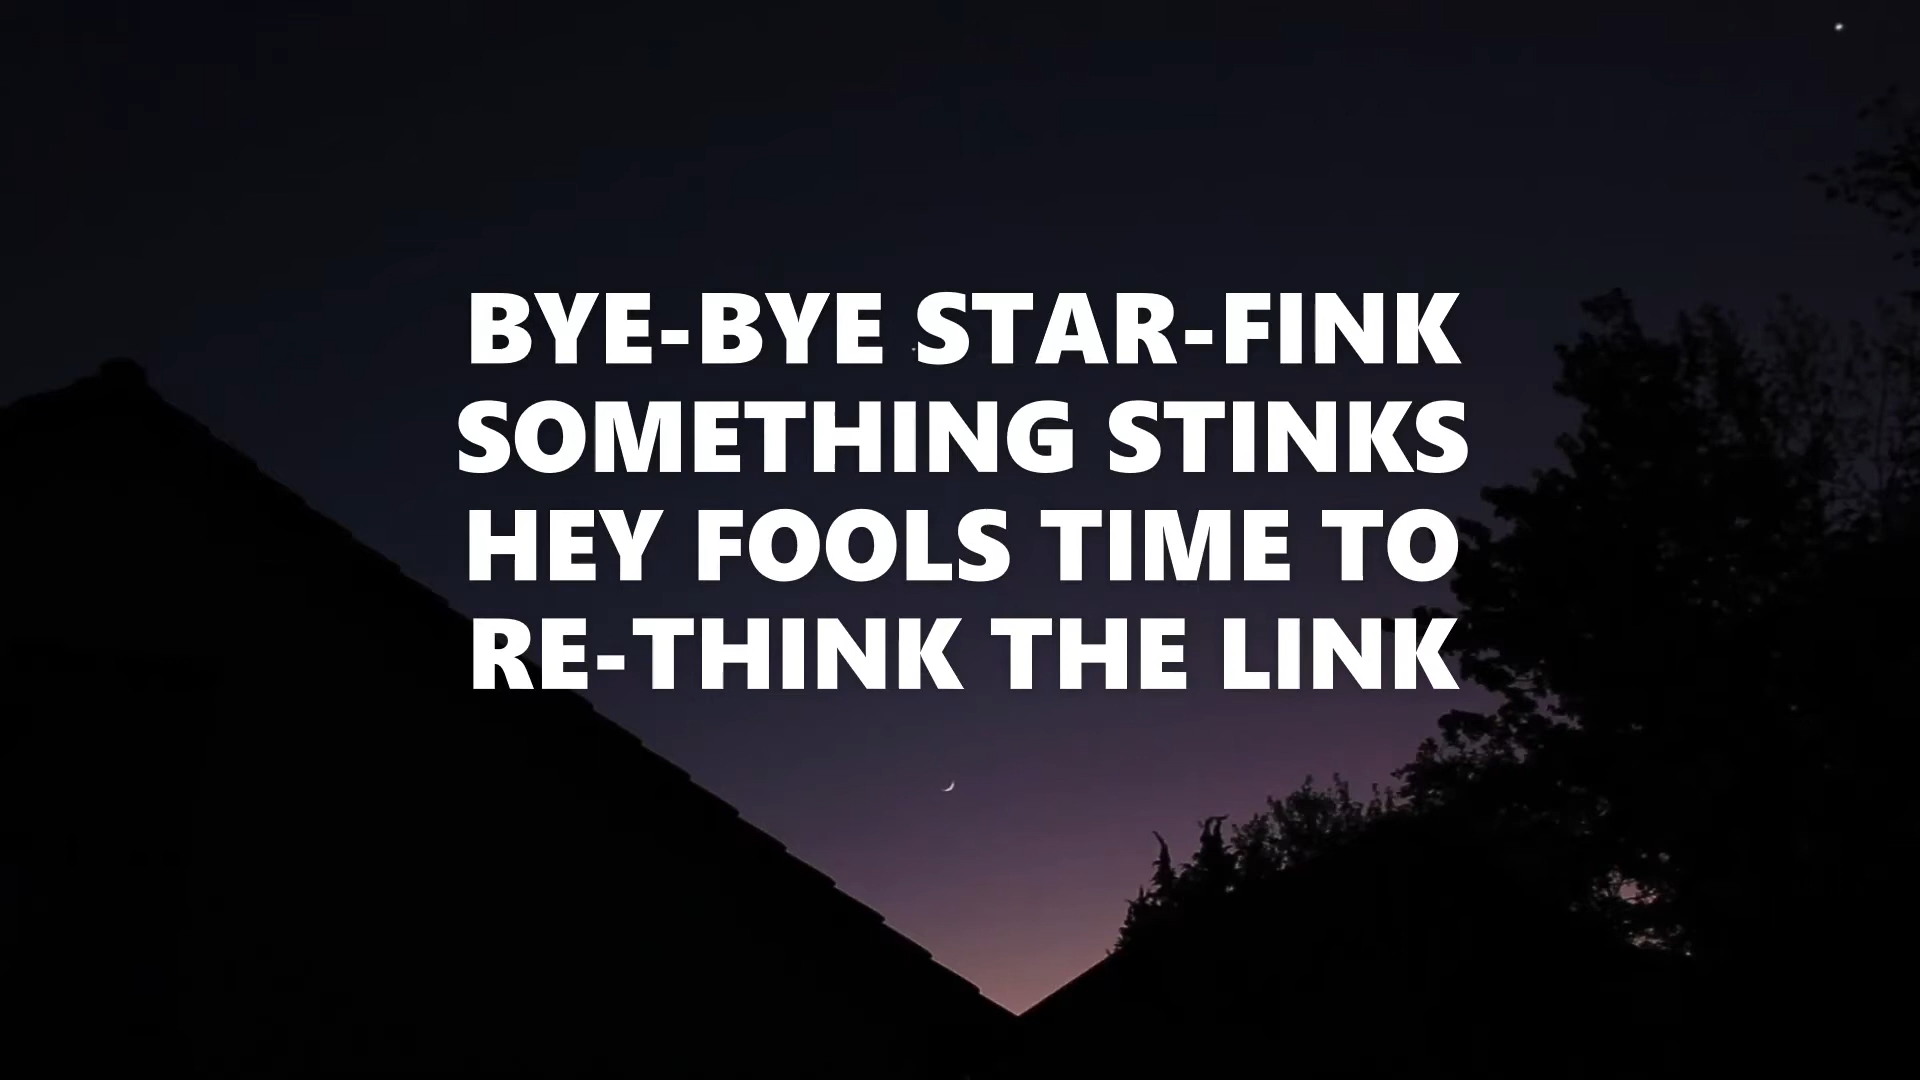 BYE-BYE STAR-FINK
SOMETHING STINKS
HEY FOOLS TIME TO
RE-THINK THE LINK